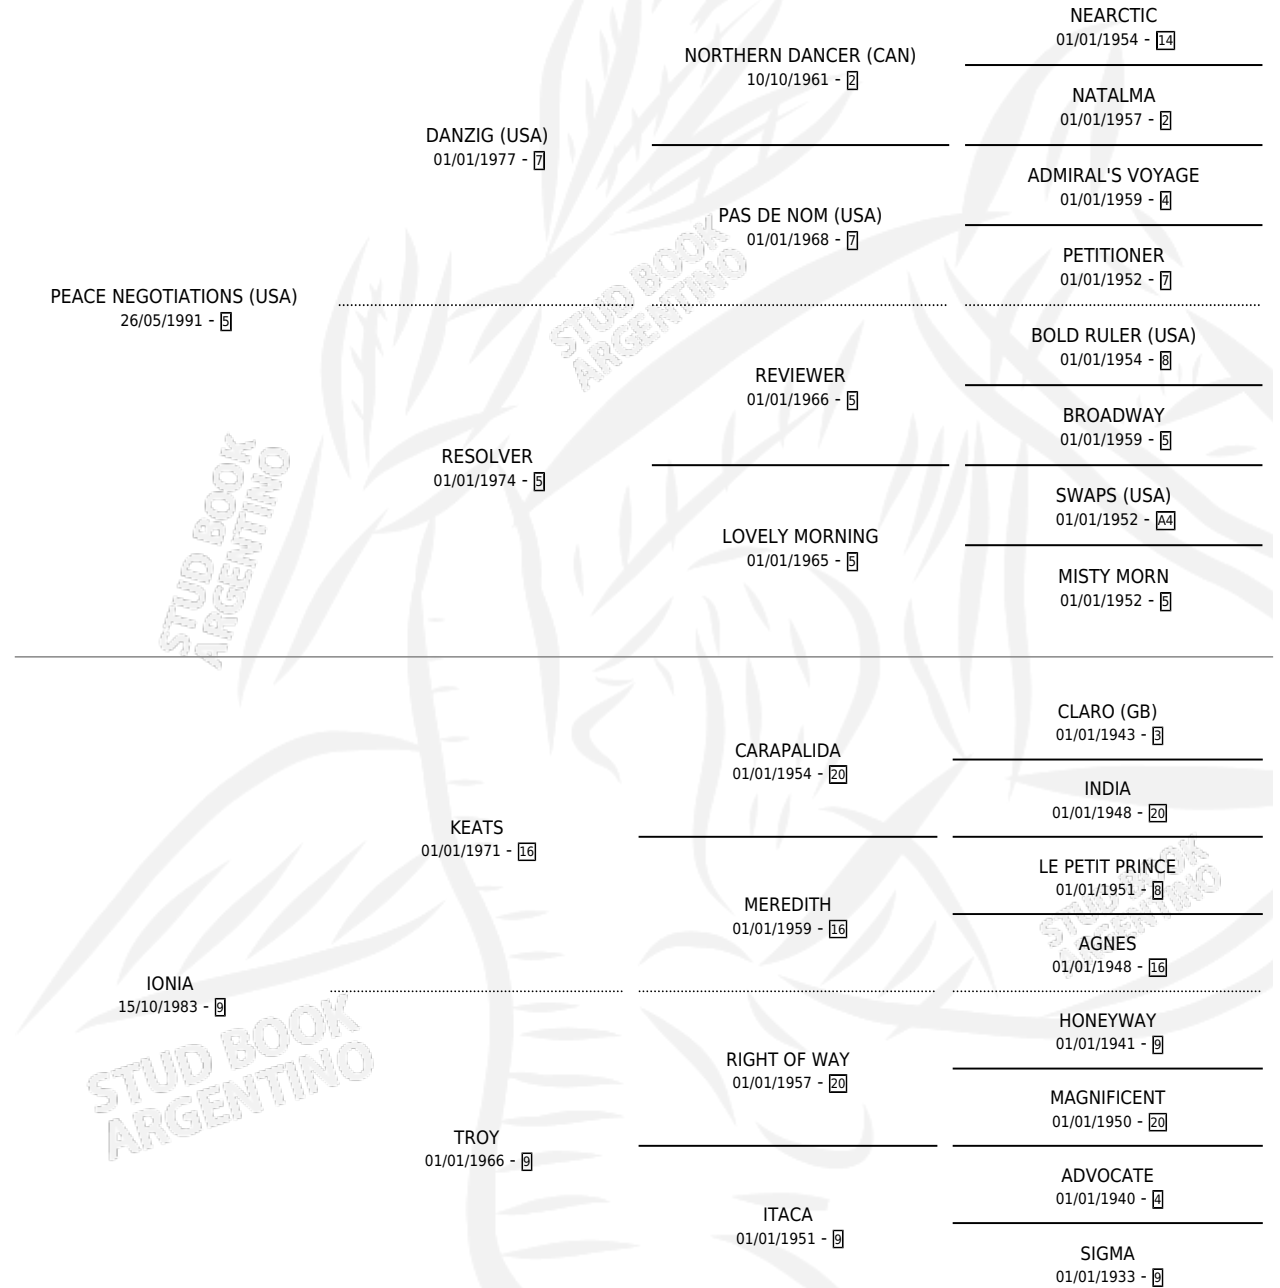 NEARCTIC
01/01/1954 - 14
NORTHERN DANCER (CAN)
10/10/1961 - 2
NATALMA
01/01/1957 - 2
DANZIG (USA)
01/01/1977 - 7
ADMIRAL'S VOYAGE
01/01/1959 - 4
PAS DE NOM (USA)
01/01/1968 - 7
PETITIONER
01/01/1952 - 7
PEACE NEGOTIATIONS (USA)
26/05/1991 - 5
STUD BOOK
ARGENTINO
BOLD RULER (USA)
01/01/1954 - 8
REVIEWER
01/01/1966 - 5
BROADWAY
01/01/1959 - 5
RESOLVER
01/01/1974 - 5
SWAPS (USA)
01/01/1952 - A4
LOVELY MORNING
01/01/1965 - 5
MISTY MORN
01/01/1952 - 5
STUD BOOK
ARGENTINO
CLARO (GB)
01/01/1943 - 3
CARAPALIDA
01/01/1954 - 20
INDIA
01/01/1948 - 20
KEATS
01/01/1971 - 16
LE PETIT PRINCE
01/01/1951 - 8
MEREDITH
01/01/1959 - 16
AGNES
01/01/1948 - 16
STUD BOOK
ARGENTINO
IONIA
15/10/1983 - 9
HONEYWAY
01/01/1941 - 9
RIGHT OF WAY
01/01/1957 - 20
MAGNIFICENT
01/01/1950 - 20
STUD BOOK
ARGENTINO
TROY
01/01/1966 - 9
ADVOCATE
01/01/1940 - 4
ITACA
01/01/1951 - 9
SIGMA
01/01/1933 - 9